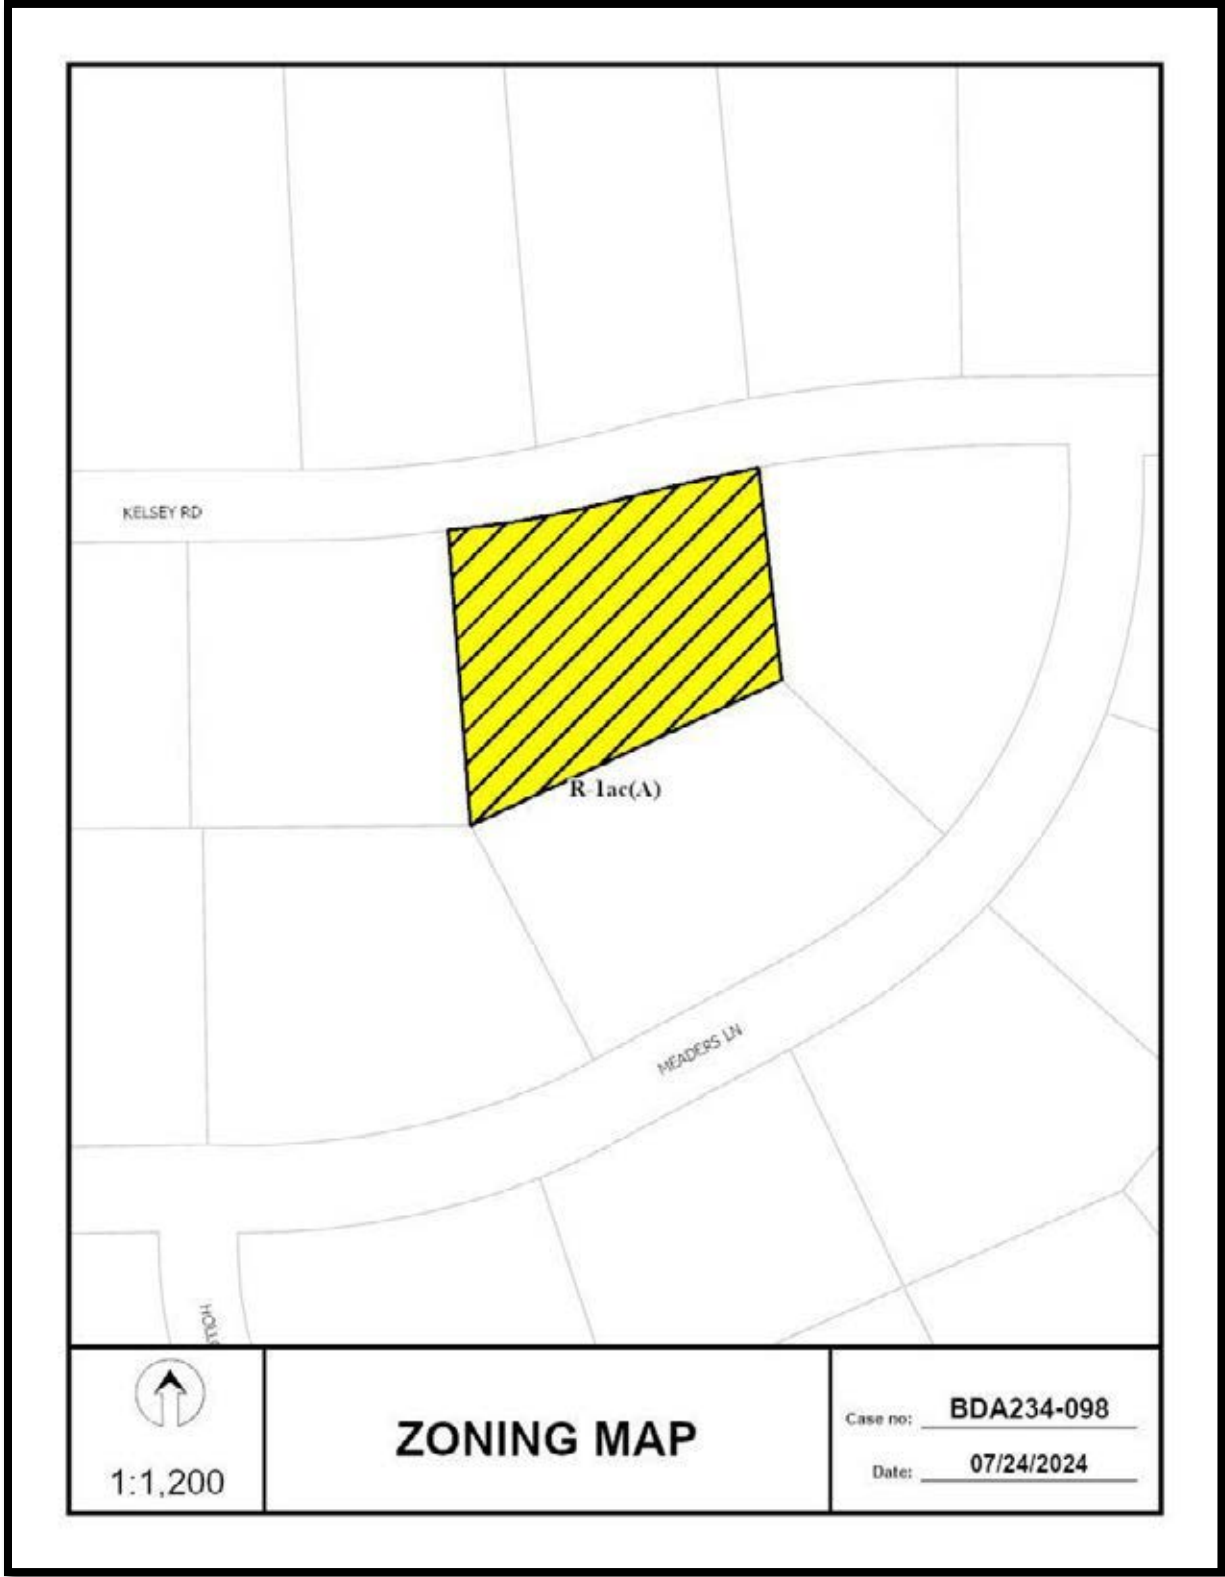 KELSEY RD
R-1ac(A)
MEADERS LN
1:1,200
ZONING MAP
Case no: BDA234-098
Date: 07/24/2024